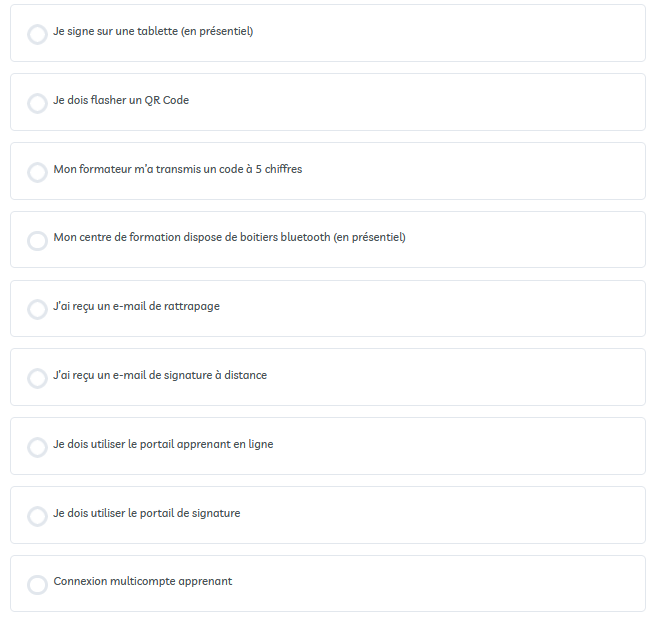 Je signe sur une tablette (en présentiel)
Je dois flasher un QR Code
Mon formateur m'a transmis un code à 5 chiffres
Mon centre de formation dispose de boitiers bluetooth (en présentiel)
J'ai reçu un e-mail de rattrapage
J'ai reçu un e-mail de signature à distance
Je dois utiliser le portail apprenant en ligne
Je dois utiliser le portail de signature
Connexion multicompte apprenant